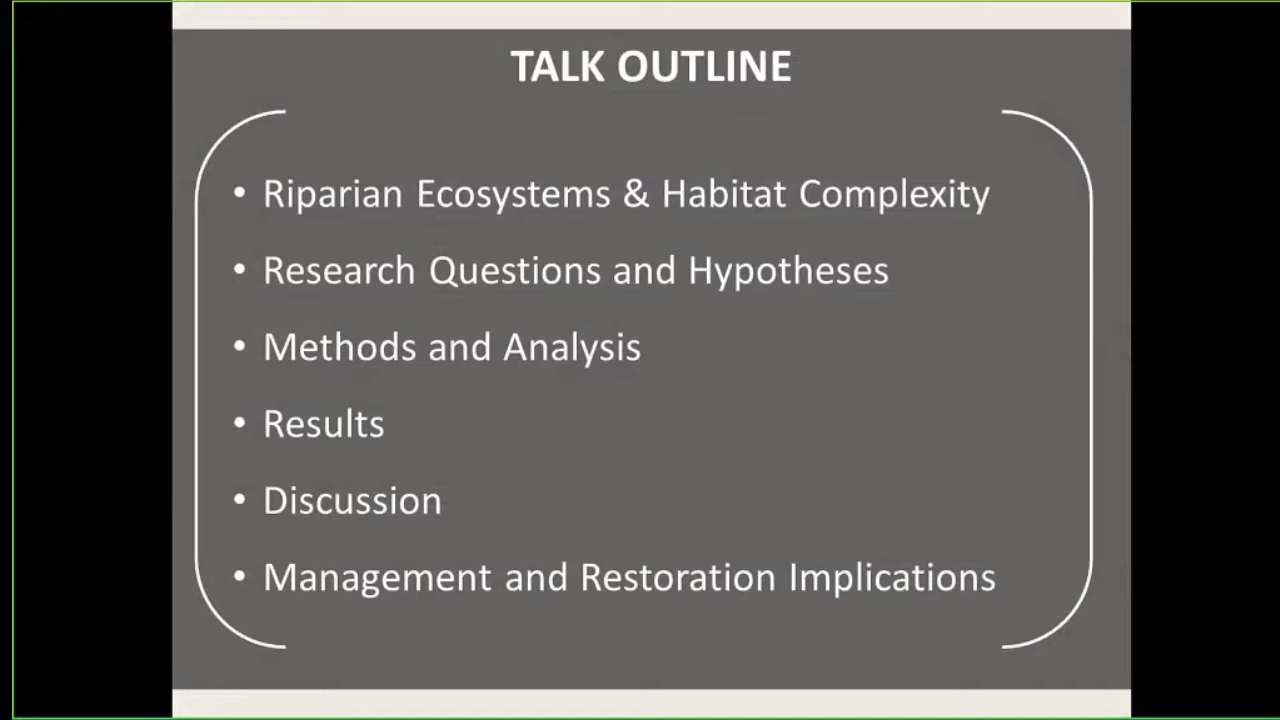 TALK OUTLINE
• Riparian Ecosystems & Habitat Complexity
• Research Questions and Hypotheses
• Methods and Analysis
• Results
• Discussion
• Management and Restoration Implications